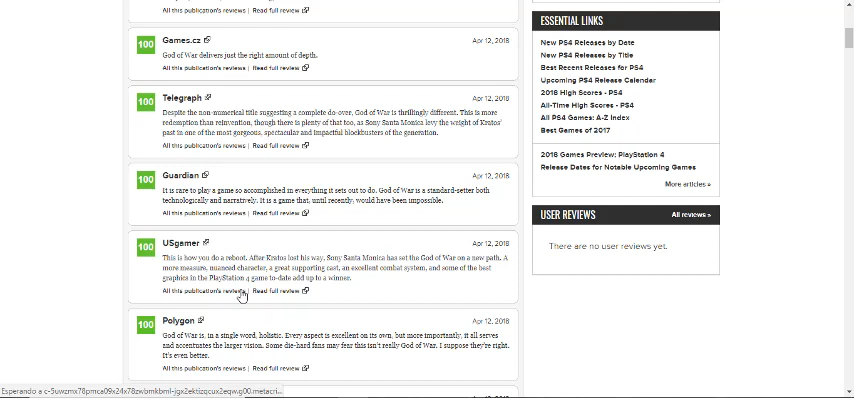 All this publication's reviews | Read full review
100
Games.cz
Apr 12, 2018
God of War delivers just the right amount of depth.
All this publication's reviews | Read full review
100
Telegraph
Apr 12, 2018
Despite the non-numerical title suggesting a complete do-over, God of War is thrillingly different. This is more
redemption than reinvention, though there is plenty of that too, as Sony Santa Monica levy the weight of Kratos'
past in one of the most gorgeous, spectacular and impactful blockbusters of the generation.
All this publication's reviews | Read full review
100
Guardian
Apr 12, 2018
It is rare to play a game so accomplished in everything it sets out to do. God of War is a standard-setter both
technologically and narratively. It is a game that, until recently, would have been impossible.
All this publication's reviews | Read full review
100
USgamer
Apr 12, 2018
This is how you do a reboot. After Kratos lost his way, Sony Santa Monica has set the God of War on a new path. A
more measure, nuanced character, a great supporting cast, an excellent combat system, and some of the best
graphics in the PlayStation 4 game to-date add up to a winner.
All this publication's reviews | Read full review
100
Polygon
Apr 12, 2018
God of War is, in a single word, holistic. Every aspect is excellent on its own, but more importantly, it all serves
and accentuates the larger vision. Some die-hard fans may fear this isn't really God of War. I suppose they're right.
It's even better.
All this publication's reviews | Read full review
ESSENTIAL LINKS
New PS4 Releases by Date
New PS4 Releases by Title
Best Recent Releases for PS4
Upcoming PS4 Release Calendar
2018 High Scores - PS4
All-Time High Scores - PS4
All PS4 Games: A-Z Index
Best Games of 2017
2018 Games Preview: PlayStation 4
Release Dates for Notable Upcoming Games
More articles »
USER REVIEWS
All reviews »
There are no user reviews yet.
Esperando a